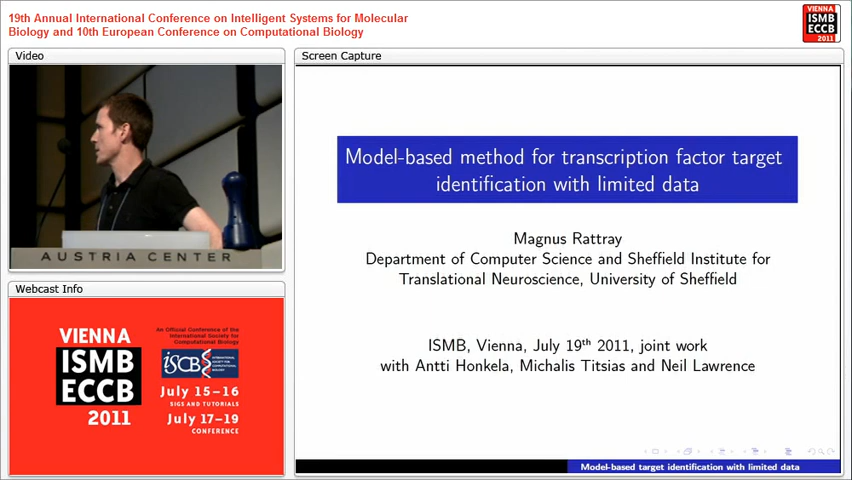 19th Annual International Conference on Intelligent Systems for Molecular
Biology and 10th European Conference on Computational Biology
VIENNA
ISMB
ECCB
2011
Video
Screen Capture
AUSTRIA CENTER
Model-based method for transcription factor target
identification with limited data
Magnus Rattray
Department of Computer Science and Sheffield Institute for
Translational Neuroscience, University of Sheffield
ISMB, Vienna, July 19th 2011, joint work
with Antti Honkela, Michalis Titsias and Neil Lawrence
Model-based target identification with limited data
Webcast Info
VIENNA
ISMB
ECCB
2011
An Official Conference of the
International Society for
Computational Biology
ISCB
INTERNATIONAL
SOCIETY FOR
COMPUTATIONAL
BIOLOGY
July 15–16
SIGS AND TUTORIALS
July 17–19
CONFERENCE